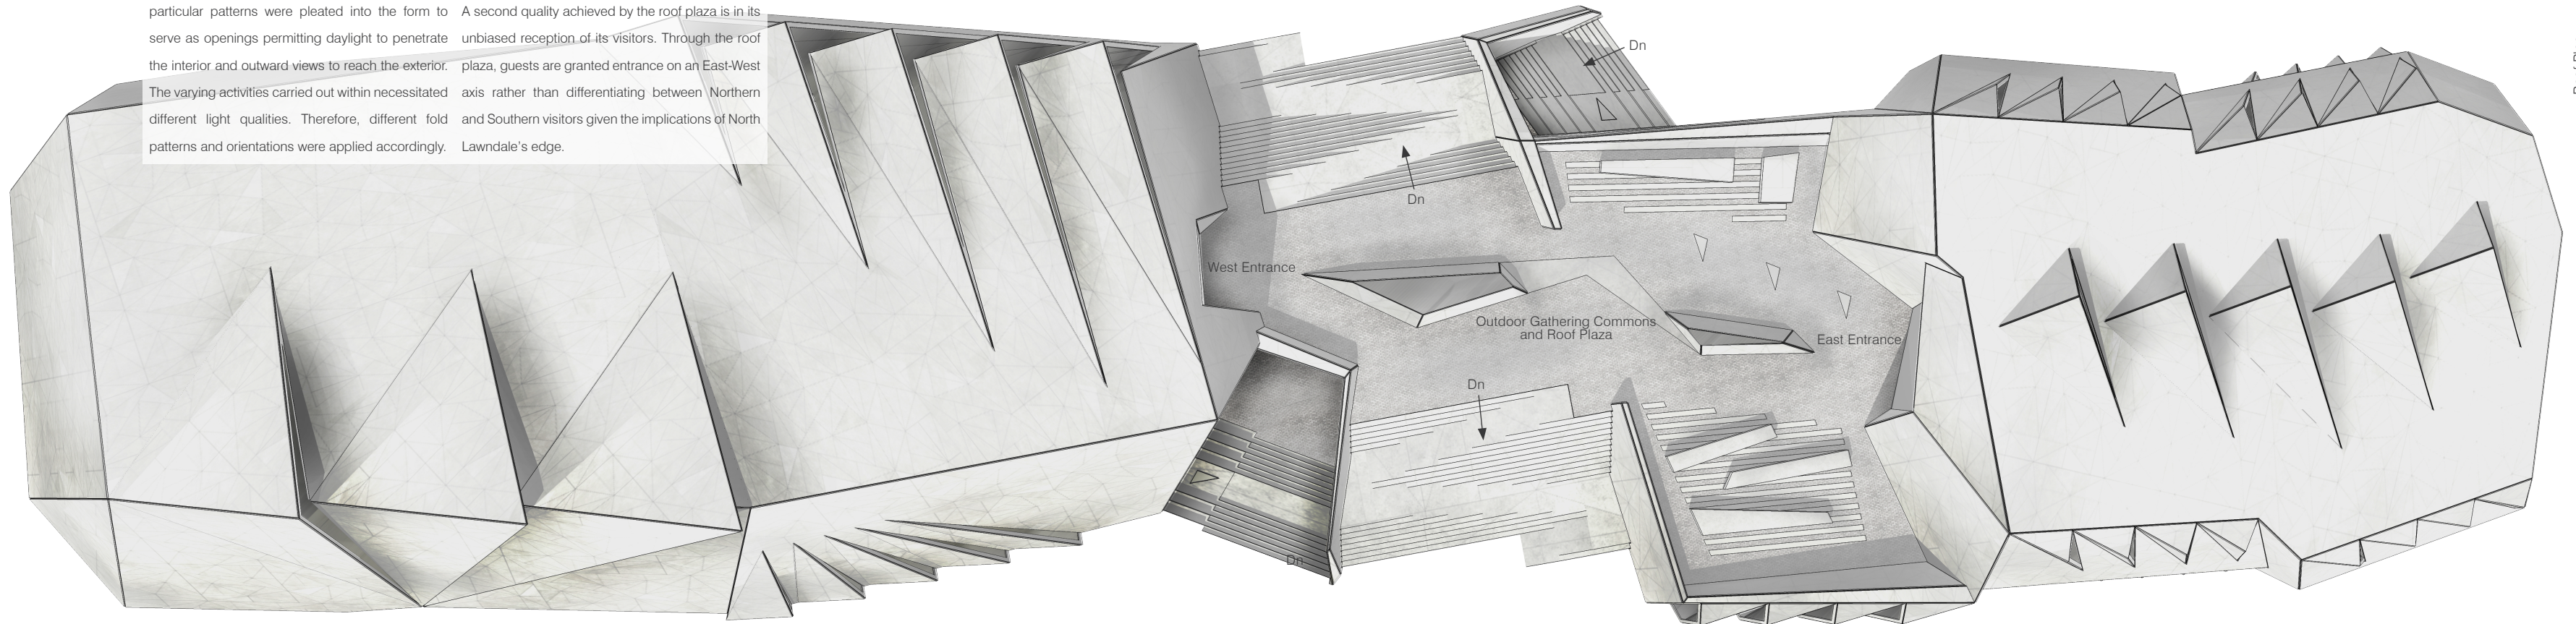 particular patterns were pleated into the form to
serve as openings permitting daylight to penetrate
the interior and outward views to reach the exterior.
The varying activities carried out within necessitated
different light qualities. Therefore, different fold
patterns and orientations were applied accordingly.
A second quality achieved by the roof plaza is in its
unbiased reception of its visitors. Through the roof
plaza, guests are granted entrance on an East-West
axis rather than differentiating between Northern
and Southern visitors given the implications of North
Lawndale's edge.
Dn
Dn
West Entrance
Outdoor Gathering Commons
and Roof Plaza
East Entrance
Dn
Dn